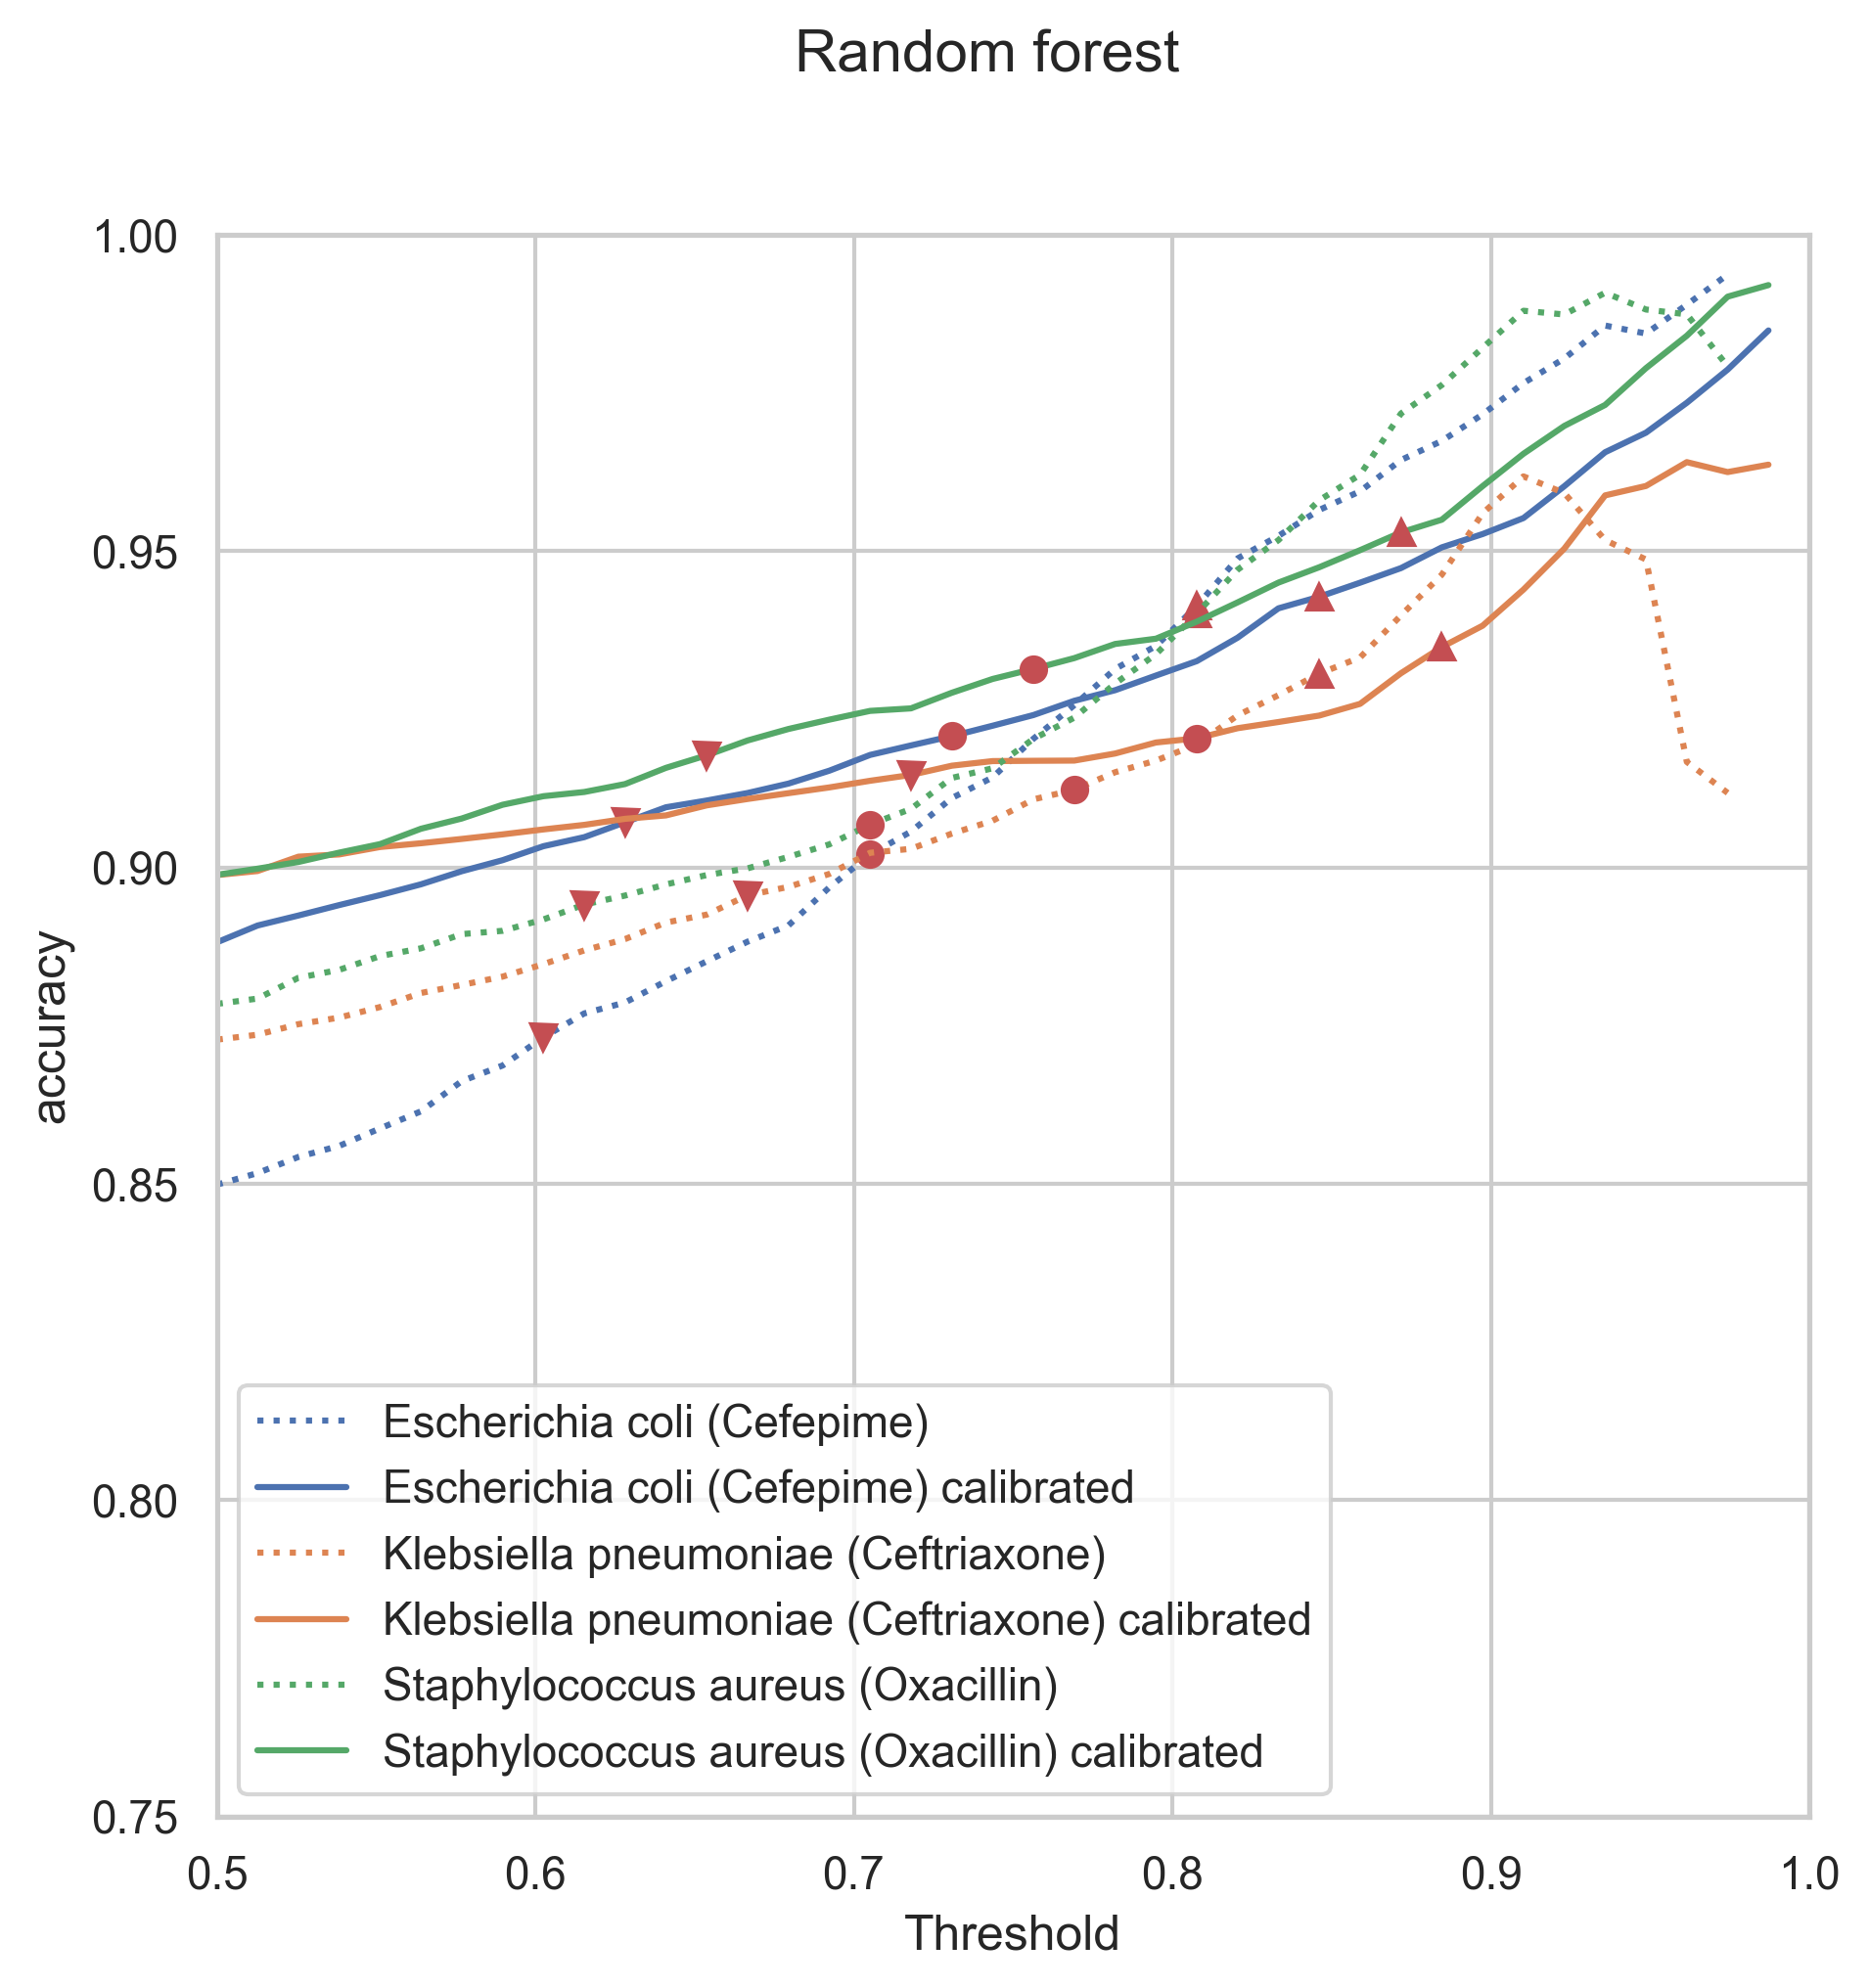 Random forest
1.00
0.95
0.90
0.85
0.80
0.75
accuracy
Escherichia coli (Cefepime)
Escherichia coli (Cefepime) calibrated
Klebsiella pneumoniae (Ceftriaxone)
Klebsiella pneumoniae (Ceftriaxone) calibrated
Staphylococcus aureus (Oxacillin)
Staphylococcus aureus (Oxacillin) calibrated
0.5 0.6 0.7 0.8 0.9 1.0
Threshold